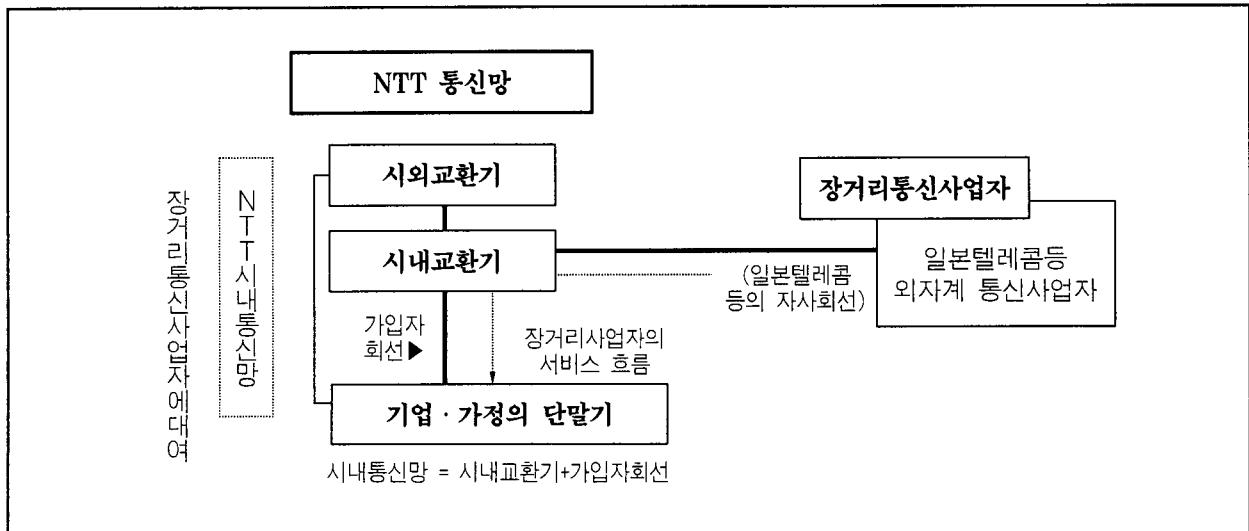 NTT 통신망
장거리통신사업자에대여
NTT시내통신망
시외교환기
시내교환기
가입자
회선▶
장거리사업자의
서비스 흐름
기업·가정의 단말기
시내통신망 = 시내교환기+가입자회선
(일본텔레콤
등의 자사회선)
장거리통신사업자
일본텔레콤등
외자계 통신사업자